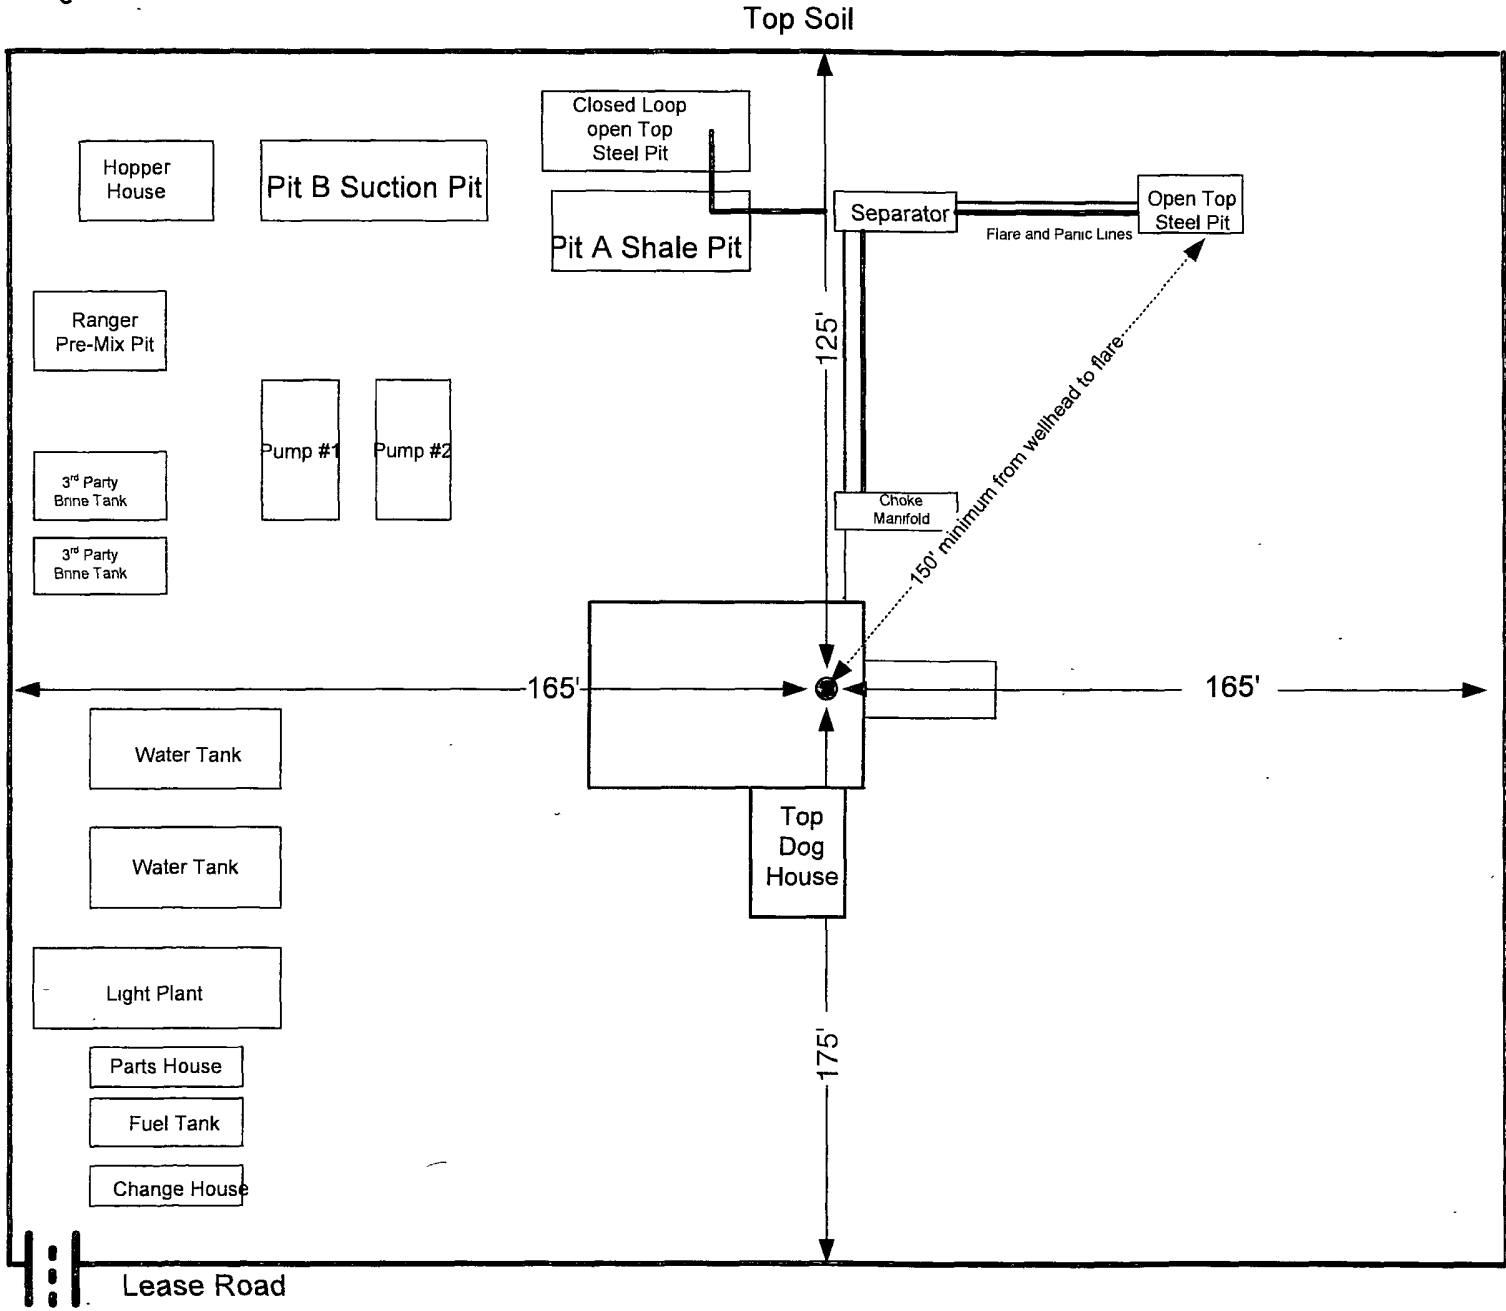 Top Soil
Closed Loop
open Top
Steel Pit
Hopper
House
Pit B Suction Pit
Pit A Shale Pit
Separator
Open Top
Steel Pit
Flare and Panic Lines
Ranger
Pre-Mix Pit
125'
150' minimum from wellhead to flare
Pump #1
Pump #2
3rd Party
Brine Tank
3rd Party
Brine Tank
Choke
Manifold
165'
165'
Water Tank
Water Tank
Top
Dog
House
Light Plant
175'
Parts House
Fuel Tank
Change House
Lease Road